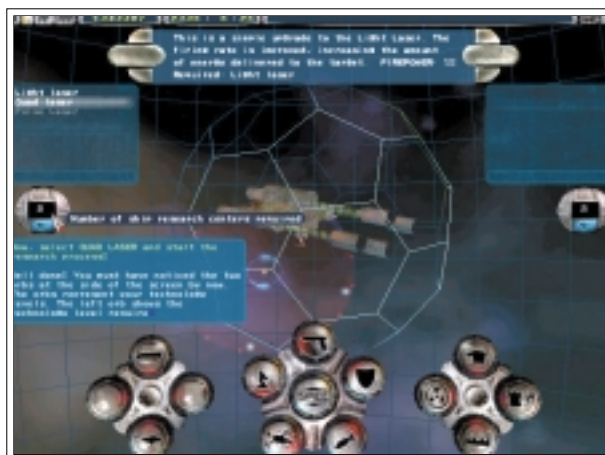 This is a generic upgrade to the Light Laser. The
firing rate is increased, increasing the amount
of energy delivered to the target. FIREPOWER
Required Light laser
Light laser
Quad laser
Number of ship research centers required
Now, select QUAD LASER and start the
research process!
Well done! You must have noticed the two
orbs at the side of the screen by now.
The orbs represent your technology
levels. The left orb shows the
technology level require